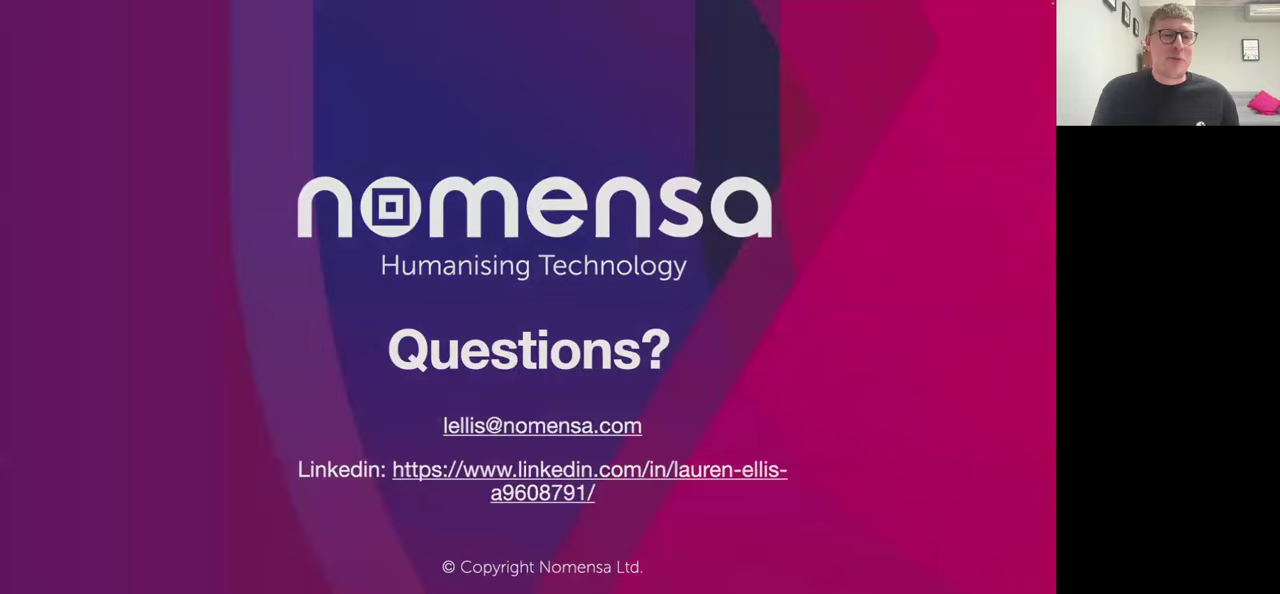 nomensa
Humanising Technology
Questions?
lellis@nomensa.com
Linkedin: https://www.linkedin.com/in/lauren-ellis-
a9608791/
© Copyright Nomensa Ltd.